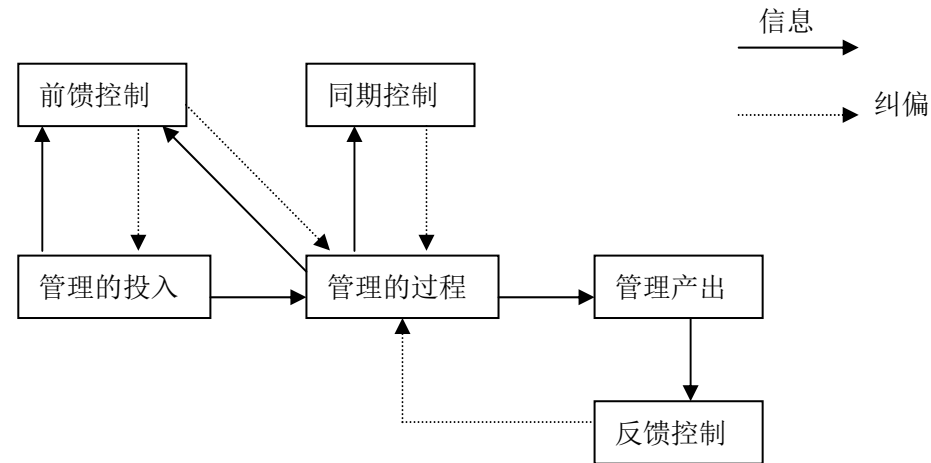 信息
前馈控制
同期控制
纠偏
管理的投入
管理的过程
管理产出
反馈控制